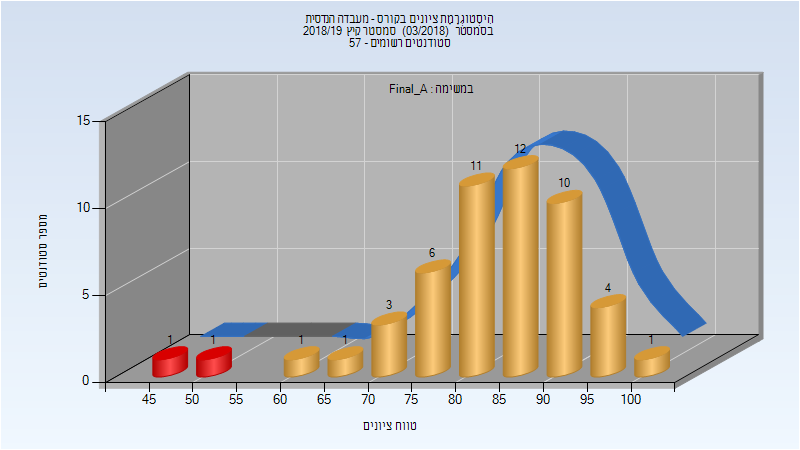 היסטוגרמת ציונים בקורס - מעבדה הנדסית
בסמסטר (03/2018) סמסטר קיץ 2018/19
סטודנטים רשומים - 57
במשימה : Final_A
15
10
5
0
מספר סטודנטים
1
1
1
1
3
6
11
12
10
4
1
45 50 55 60 65 70 75 80 85 90 95 100
טווח ציונים